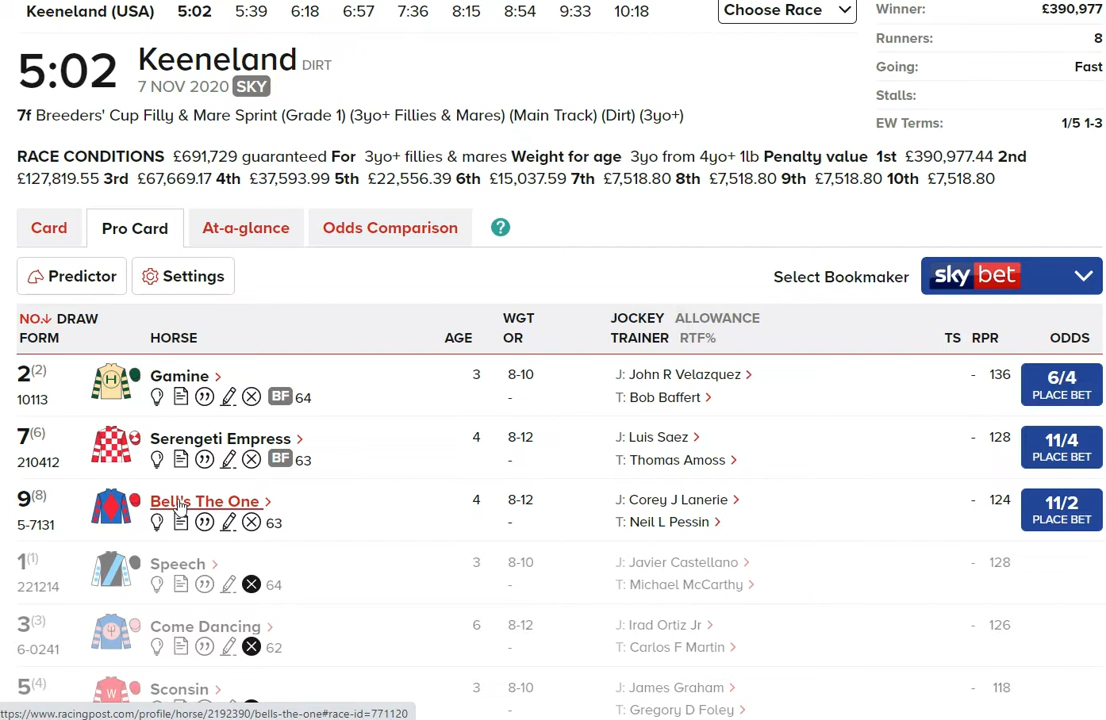 Keeneland (USA) 5:02 5:39 6:18 6:57 7:36 8:15 8:54 9:33 10:18 Choose Race
Winner: £390,977
Runners: 8
Going: Fast
Stalls:
EW Terms: 1/5 1-3
5:02 Keeneland DIRT
7 NOV 2020 SKY
7f Breeders' Cup Filly & Mare Sprint (Grade 1) (3yo+ Fillies & Mares) (Main Track) (Dirt) (3yo+)
RACE CONDITIONS £691,729 guaranteed For 3yo+ fillies & mares Weight for age 3yo from 4yo+ 1lb Penalty value 1st £390,977.44 2nd
£127,819.55 3rd £67,669.17 4th £37,593.99 5th £22,556.39 6th £15,037.59 7th £7,518.80 8th £7,518.80 9th £7,518.80 10th £7,518.80
Card Pro Card At-a-glance Odds Comparison ?
Predictor Settings Select Bookmaker sky bet
NO. DRAW WGT JOCKEY ALLOWANCE
FORM HORSE AGE OR TRAINER RTF% TS RPR ODDS
2(2) Gamine 3 8-10 J: John R Velazquez - 136 6/4
10113 BF 64 - T: Bob Baffert PLACE BET
7(6) Serengeti Empress 4 8-12 J: Luis Saez - 128 11/4
210412 BF 63 - T: Thomas Amoss PLACE BET
9(8) Bell's The One 4 8-12 J: Corey J Lanerie - 124 11/2
5-7131 63 - T: Neil L Pessin PLACE BET
1(1) Speech 3 8-10 J: Javier Castellano - 128
221214 64 - T: Michael McCarthy
3(3) Come Dancing 6 8-12 J: Irad Ortiz Jr - 126
6-0241 62 - T: Carlos F Martin
5(4) Sconsin 3 8-10 J: James Graham - 118
W
T: Gregory D Foley
ttps://www.racingpost.com/profile/horse/2192390/bells-the-one#race-id=771120